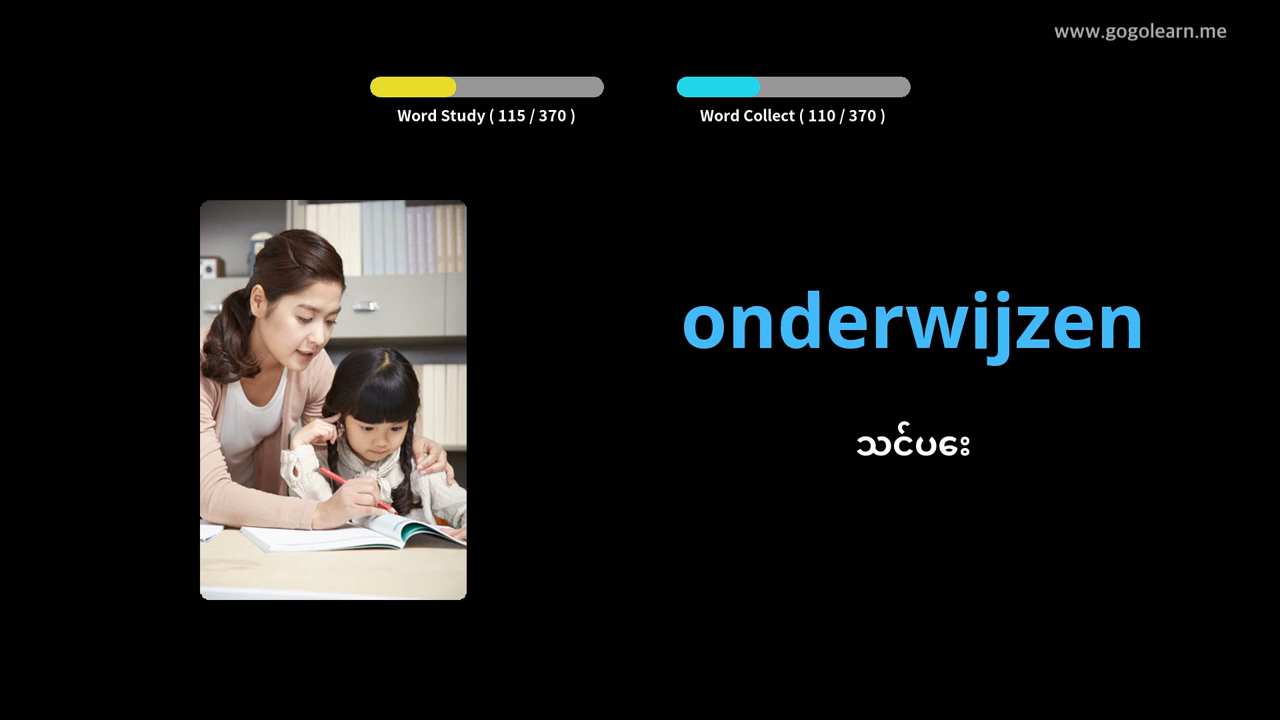 www.gogolearn.me
Word Study ( 115 / 370 )
Word Collect ( 110 / 370 )
onderwijzen
သင်ပေး